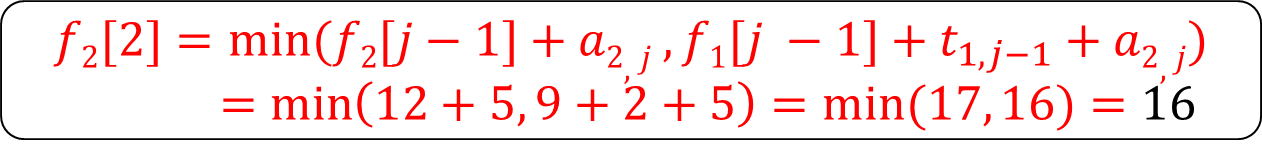 f₂[2] = min(f₂[j − 1] + a₂,ⱼ, f₁[j − 1] + t₁,ⱼ₋₁ + a₂,ⱼ)
= min(12 + 5, 9 + 2 + 5) = min(17, 16) = 16